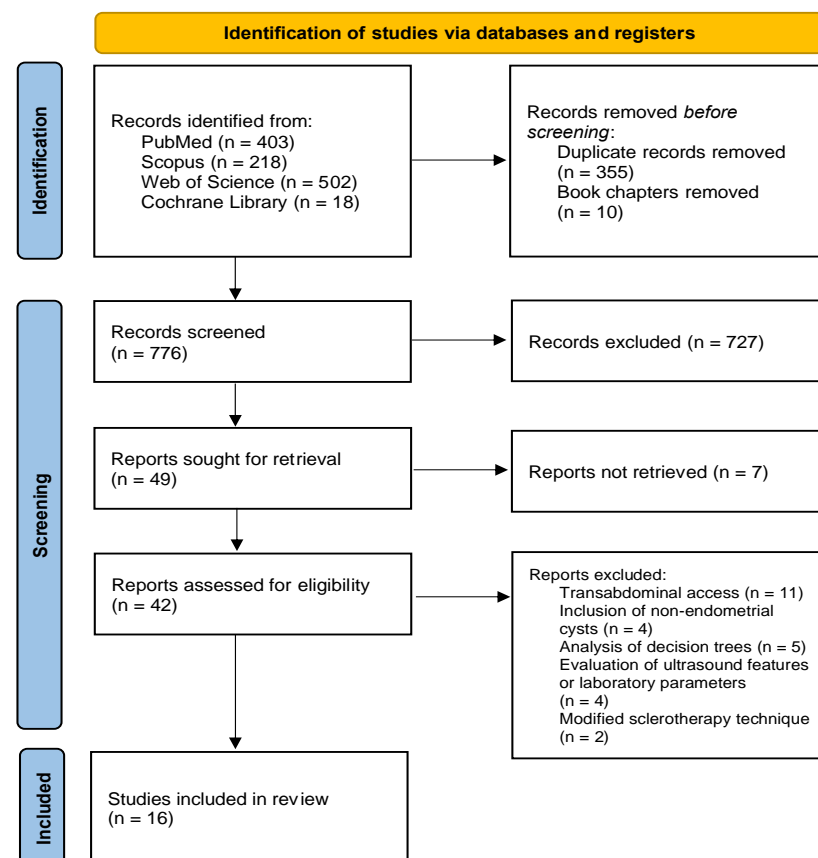 Identification of studies via databases and registers
Identification
Records identified from:
PubMed (n = 403)
Scopus (n = 218)
Web of Science (n = 502)
Cochrane Library (n = 18)
Records removed before
screening:
Duplicate records removed
(n = 355)
Book chapters removed
(n = 10)
Screening
Records screened
(n = 776)
Records excluded (n = 727)
Reports sought for retrieval
(n = 49)
Reports not retrieved (n = 7)
Reports assessed for eligibility
(n = 42)
Reports excluded:
Transabdominal access (n = 11)
Inclusion of non-endometrial
cysts (n = 4)
Analysis of decision trees (n = 5)
Evaluation of ultrasound features
or laboratory parameters
(n = 4)
Modified sclerotherapy technique
(n = 2)
Included
Studies included in review
(n = 16)